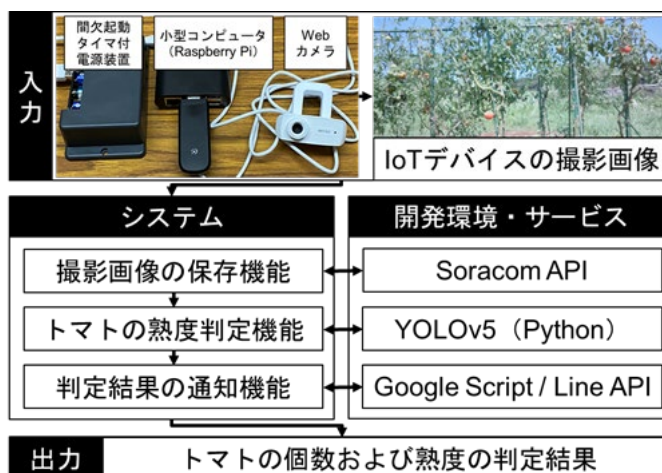 入力
間欠起動
タイマ付
電源装置
小型コンピュータ
（Raspberry Pi）
Web
カメラ
IoTデバイスの撮影画像
システム
撮影画像の保存機能
トマトの熟度判定機能
判定結果の通知機能
開発環境・サービス
Soracom API
YOLOv5（Python）
Google Script / Line API
出力
トマトの個数および熟度の判定結果